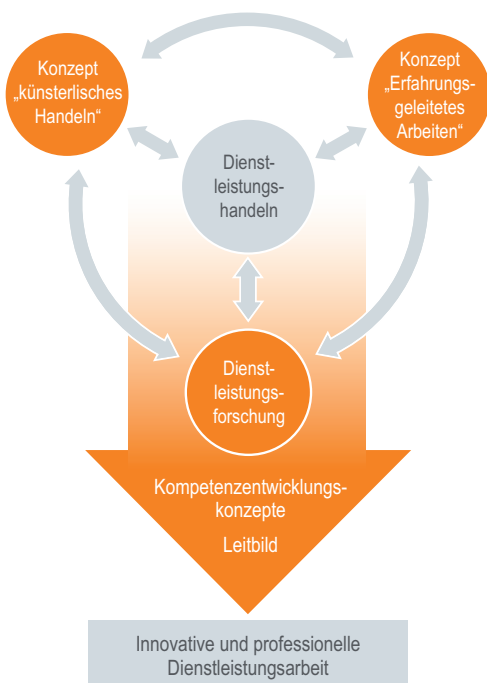 Konzept
„künstlerisches
Handeln“
Konzept
„Erfahrungs-
geleitetes
Arbeiten“
Dienst-
leistungs-
handeln
Dienst-
leistungs-
forschung
Kompetenzentwicklungs-
konzepte
Leitbild
Innovative und professionelle
Dienstleistungsarbeit